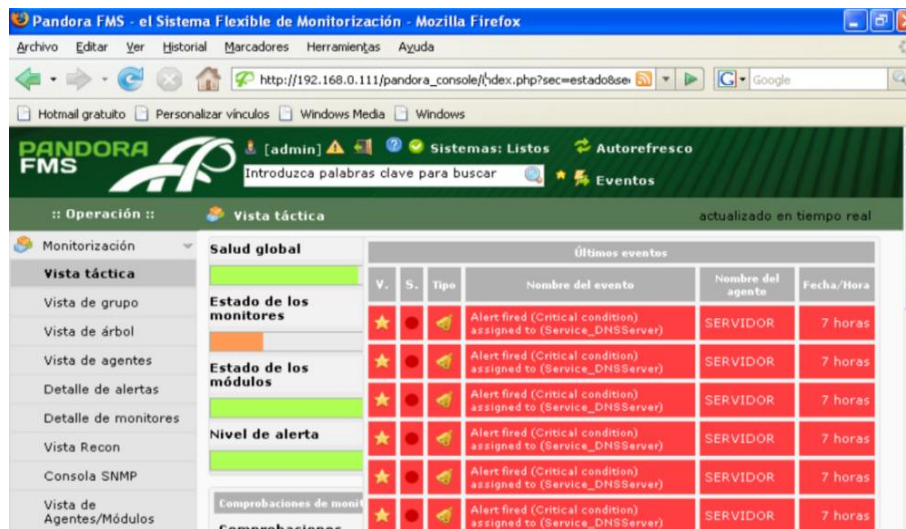 Pandora FMS - el Sistema Flexible de Monitorización - Mozilla Firefox
Archivo Editar Ver Historial Marcadores Herramientas Ayuda
http://192.168.0.111/pandora_console/index.php?sec=estado&se
Google
Hotmail gratuito Personalizar vínculos Windows Media Windows
PANDORA FMS
[admin] Sistemas: Listos Autorefresco
Introduzca palabras clave para buscar
Eventos
:: Operación ::
Vista táctica
actualizado en tiempo real
Monitorización
Vista táctica
Vista de grupo
Vista de árbol
Vista de agentes
Detalle de alertas
Detalle de monitores
Vista Recon
Consola SNMP
Vista de
Agentes/Módulos
Salud global
Estado de los
monitores
Estado de los
módulos
Nivel de alerta
Comprobaciones de monit
Comprobaciones
Últimos eventos
V. S. Tipo Nombre del evento Nombre del agente Fecha/Hora
Alert fired (Critical condition)
assigned to (Service_DNSServer) SERVIDOR 7 horas
Alert fired (Critical condition)
assigned to (Service_DNSServer) SERVIDOR 7 horas
Alert fired (Critical condition)
assigned to (Service_DNSServer) SERVIDOR 7 horas
Alert fired (Critical condition)
assigned to (Service_DNSServer) SERVIDOR 7 horas
Alert fired (Critical condition)
assigned to (Service_DNSServer) SERVIDOR 7 horas
Alert fired (Critical condition)
assigned to (Service_DNSServer) SERVIDOR 7 horas